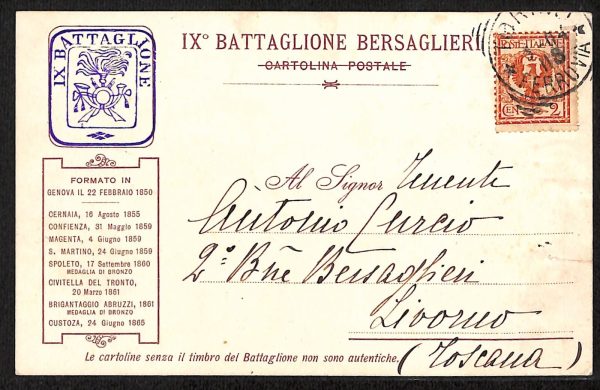 IX BATTAGLIONE
IX° BATTAGLIONE BERSAGLIERI
CARTOLINA POSTALE
POSTE ITALIANE
CENT 2
FERROVIA
FORMATO IN
GENOVA IL 22 FEBBRAIO 1850
CERNAIA, 16 Agosto 1855
CONFIENZA, 31 Maggio 1859
MAGENTA, 4 Giugno 1859
S. MARTINO, 24 Giugno 1859
SPOLETO, 17 Settembre 1860
MEDAGLIA DI BRONZO
CIVITELLA DEL TRONTO,
20 Marzo 1861
BRIGANTAGGIO ABRUZZI, 1861
MEDAGLIA DI BRONZO
CUSTOZA, 24 Giugno 1865
Al Signor Tenente
Antonio Curcio
2° Bersaglieri
Livorno
(Toscana)
Le cartoline senza il timbro del Battaglione non sono autentiche.